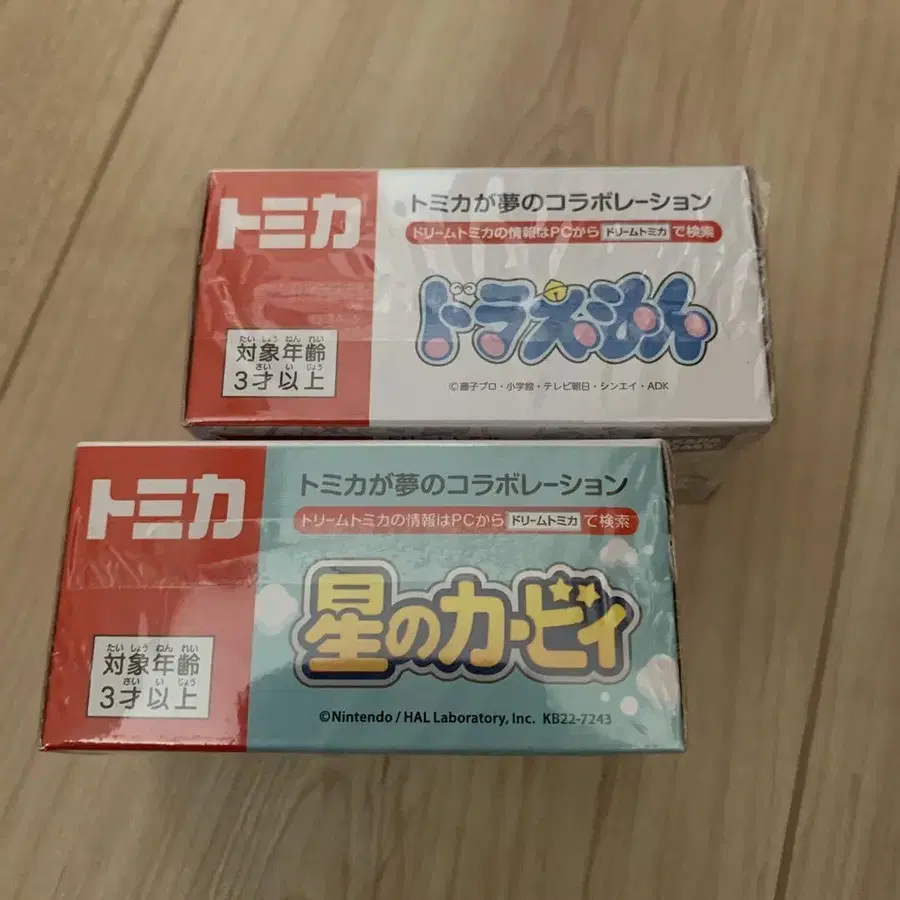 トミカ
トミカが夢のコラボレーション
ドリームトミカの情報はPCから ドリームトミカ で検索
ドラえもん
たいしょうねんれい
対象年齢
さいいじょう
3才以上
©藤子プロ・小学館・テレビ朝日・シンエイ・ADK
トミカ
トミカが夢のコラボレーション
ドリームトミカの情報はPCから ドリームトミカ で検索
星のカービィ
たいしょうねんれい
対象年齢
さいいじょう
3才以上
©Nintendo / HAL Laboratory, Inc. KB22-7243